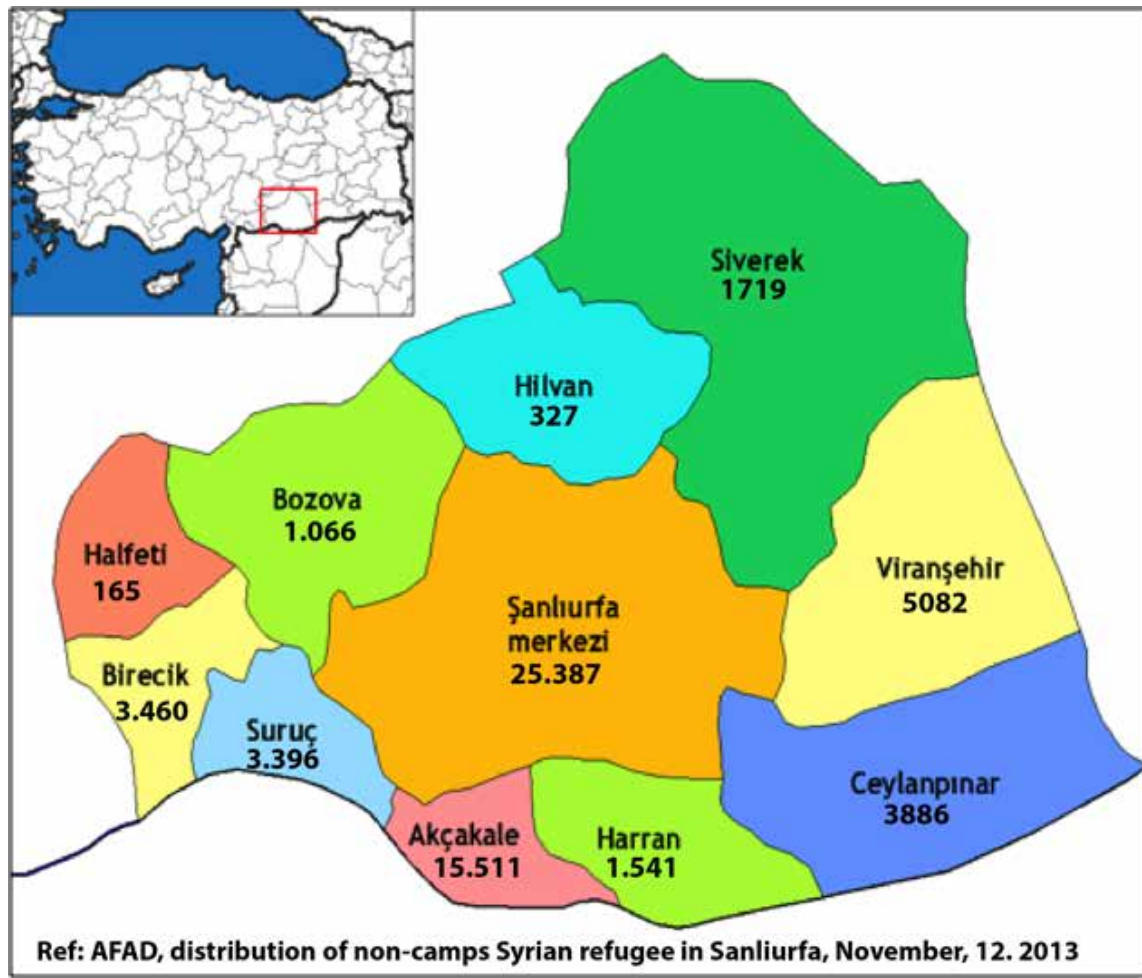 Siverek
1719
Hilvan
327
Bozova
1.066
Halfeti
165
Viranşehir
5082
Şanlıurfa
merkezi
25.387
Birecik
3.460
Suruç
3.396
Ceylanpınar
3886
Akçakale
15.511
Harran
1.541
Ref: AFAD, distribution of non-camps Syrian refugee in Sanliurfa, November, 12. 2013